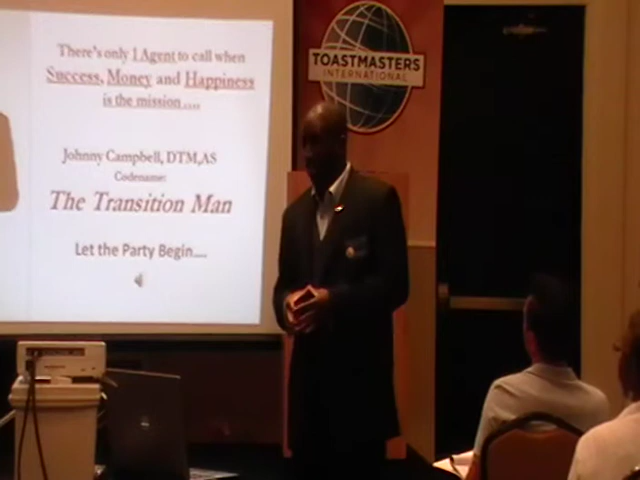 There's only 1 Agent to call when
Success, Money and Happiness
is the mission....
Johnny Campbell, DTM,AS
Codename:
The Transition Man
Let the Party Begin....
TOASTMASTERS
INTERNATIONAL